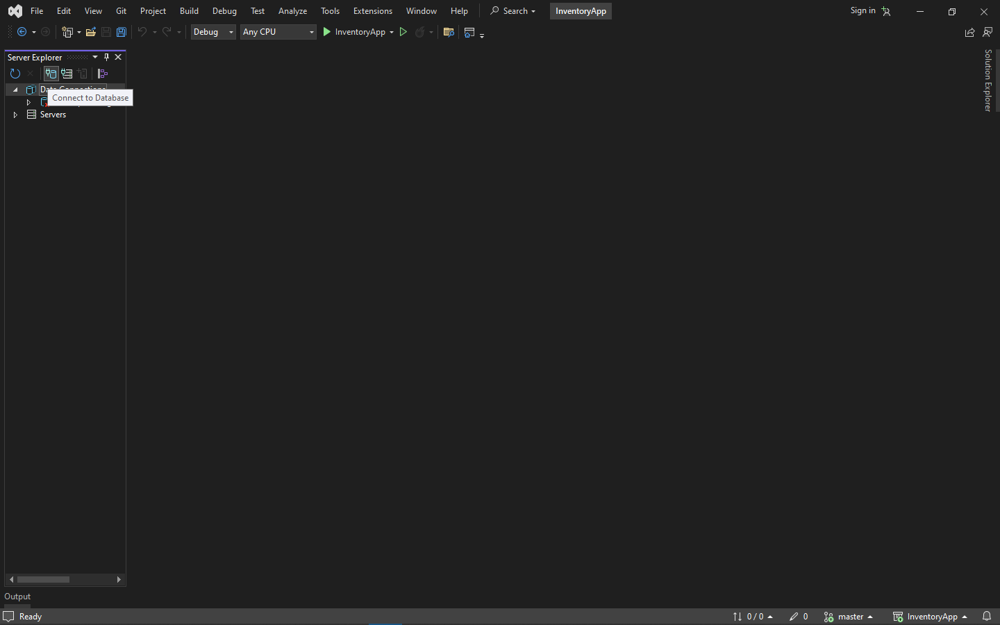 File Edit View Git Project Build Debug Test Analyze Tools Extensions Window Help Search InventoryApp Sign in
Debug Any CPU InventoryApp
Server Explorer
Data Connections
Connect to Database
Servers
Solution Explorer
Output
Ready 0 / 0 0 master InventoryApp